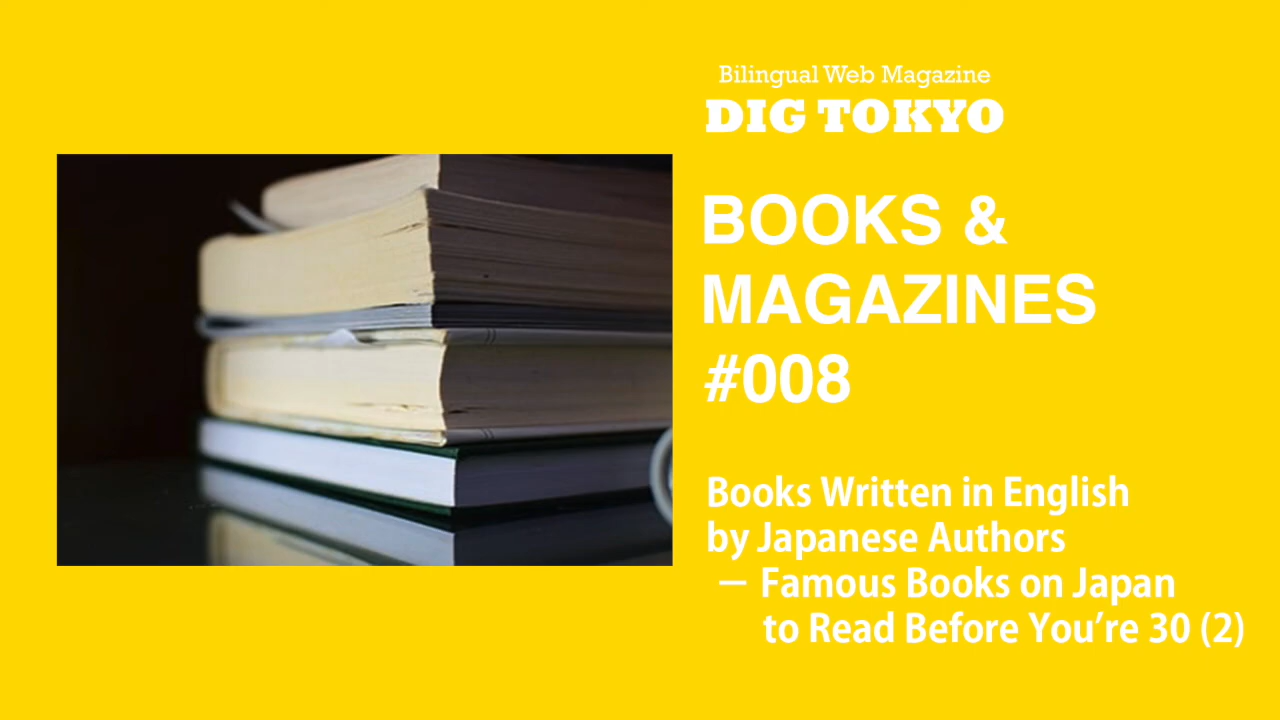 Bilingual Web Magazine
DIG TOKYO
BOOKS &
MAGAZINES
#008
Books Written in English
by Japanese Authors
— Famous Books on Japan
to Read Before You’re 30 (2)